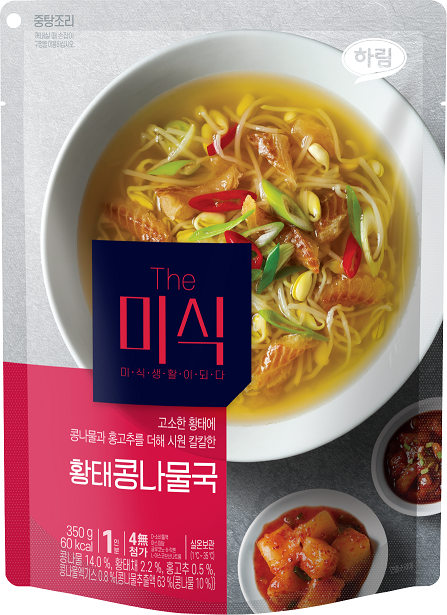 중탕조리
하림
The
미식
미·식·생·활·이·되·다
고소한 황태에
콩나물과 홍고추를 더해 시원 칼칼한
황태콩나물국
350 g
60 kcal
1인분
4無첨가
실온보관
(1℃~35℃)
콩나물 14.0 %, 황태채 2.2 %, 홍고추 0.5 %,
콩나물엑기스 0.8 %{콩나물추출액 63 %(콩나물 10 %)}